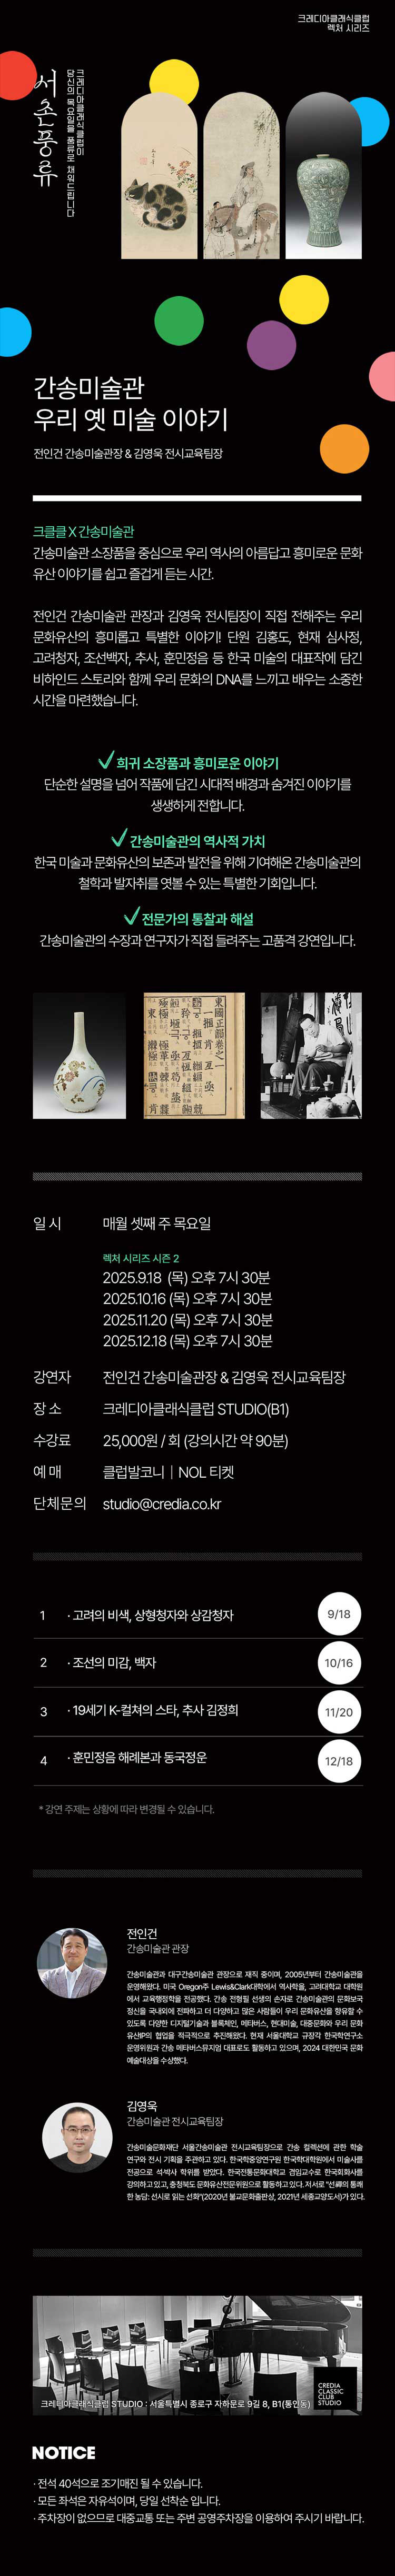 크레디아클래식클럽
렉처 시리즈
서촌풍류
크레디아클래식클럽이
당신의 목요일을 풍류로 채워드립니다
간송미술관
우리 옛 미술 이야기
전인건 간송미술관장 & 김영욱 전시교육팀장
크클클 X 간송미술관
간송미술관 소장품을 중심으로 우리 역사의 아름답고 흥미로운 문화
유산 이야기를 쉽고 즐겁게 듣는 시간.
전인건 간송미술관 관장과 김영욱 전시팀장이 직접 전해주는 우리
문화유산의 흥미롭고 특별한 이야기! 단원 김홍도, 현재 심사정,
고려청자, 조선백자, 추사, 훈민정음 등 한국 미술의 대표작에 담긴
비하인드 스토리와 함께 우리 문화의 DNA를 느끼고 배우는 소중한
시간을 마련했습니다.
희귀 소장품과 흥미로운 이야기
단순한 설명을 넘어 작품에 담긴 시대적 배경과 숨겨진 이야기를
생생하게 전합니다.
간송미술관의 역사적 가치
한국 미술과 문화유산의 보존과 발전을 위해 기여해온 간송미술관의
철학과 발자취를 엿볼 수 있는 특별한 기회입니다.
전문가의 통찰과 해설
간송미술관의 수장과 연구자가 직접 들려주는 고품격 강연입니다.
東國正韻卷之一
일 시 매월 셋째 주 목요일
렉처 시리즈 시즌 2
2025.9.18 (목) 오후 7시 30분
2025.10.16 (목) 오후 7시 30분
2025.11.20 (목) 오후 7시 30분
2025.12.18 (목) 오후 7시 30분
강연자 전인건 간송미술관장 & 김영욱 전시교육팀장
장 소 크레디아클래식클럽 STUDIO(B1)
수강료 25,000원 / 회 (강의시간 약 90분)
예 매 클럽발코니 | NOL 티켓
단체문의 studio@credia.co.kr
1 · 고려의 비색, 상형청자와 상감청자 9/18
2 · 조선의 미감, 백자 10/16
3 · 19세기 K-컬쳐의 스타, 추사 김정희 11/20
4 · 훈민정음 해례본과 동국정운 12/18
* 강연 주제는 상황에 따라 변경될 수 있습니다.
전인건
간송미술관 관장
간송미술관과 대구간송미술관 관장으로 재직 중이며, 2005년부터 간송미술관을
운영해왔다. 미국 Oregon주 Lewis&Clark대학에서 역사학을, 고려대학교 대학원
에서 교육행정학을 전공했다. 간송 전형필 선생의 손자로 간송미술관의 문화보국
정신을 국내외에 전파하고 더 다양하고 많은 사람들이 우리 문화유산을 향유할 수
있도록 다양한 디지털기술과 블록체인, 메타버스, 현대미술, 대중문화와 우리 문화
유산IP의 협업을 적극적으로 추진해왔다. 현재 서울대학교 규장각 한국학연구소
운영위원과 간송 메타버스뮤지엄 대표로도 활동하고 있으며, 2024 대한민국 문화
예술대상을 수상했다.
김영욱
간송미술관 전시교육팀장
간송미술문화재단 서울간송미술관 전시교육팀장으로 간송 컬렉션에 관한 학술
연구와 전시 기획을 주관하고 있다. 한국학중앙연구원 한국학대학원에서 미술사를
전공으로 석·박사 학위를 받았다. 한국전통문화대학교 겸임교수로 한국회화사를
강의하고 있고, 충청북도 문화유산전문위원으로 활동하고 있다. 저서로 "선禪의 통쾌
한 농담: 선시로 읽는 선화"(2020년 불교문화출판상, 2021년 세종교양도서)가 있다.
크레디아클래식클럽 STUDIO : 서울특별시 종로구 자하문로 9길 8, B1(통인동)
CREDIA
CLASSIC
CLUB
STUDIO
NOTICE
· 전석 40석으로 조기매진 될 수 있습니다.
· 모든 좌석은 자유석이며, 당일 선착순 입니다.
· 주차장이 없으므로 대중교통 또는 주변 공영주차장을 이용하여 주시기 바랍니다.